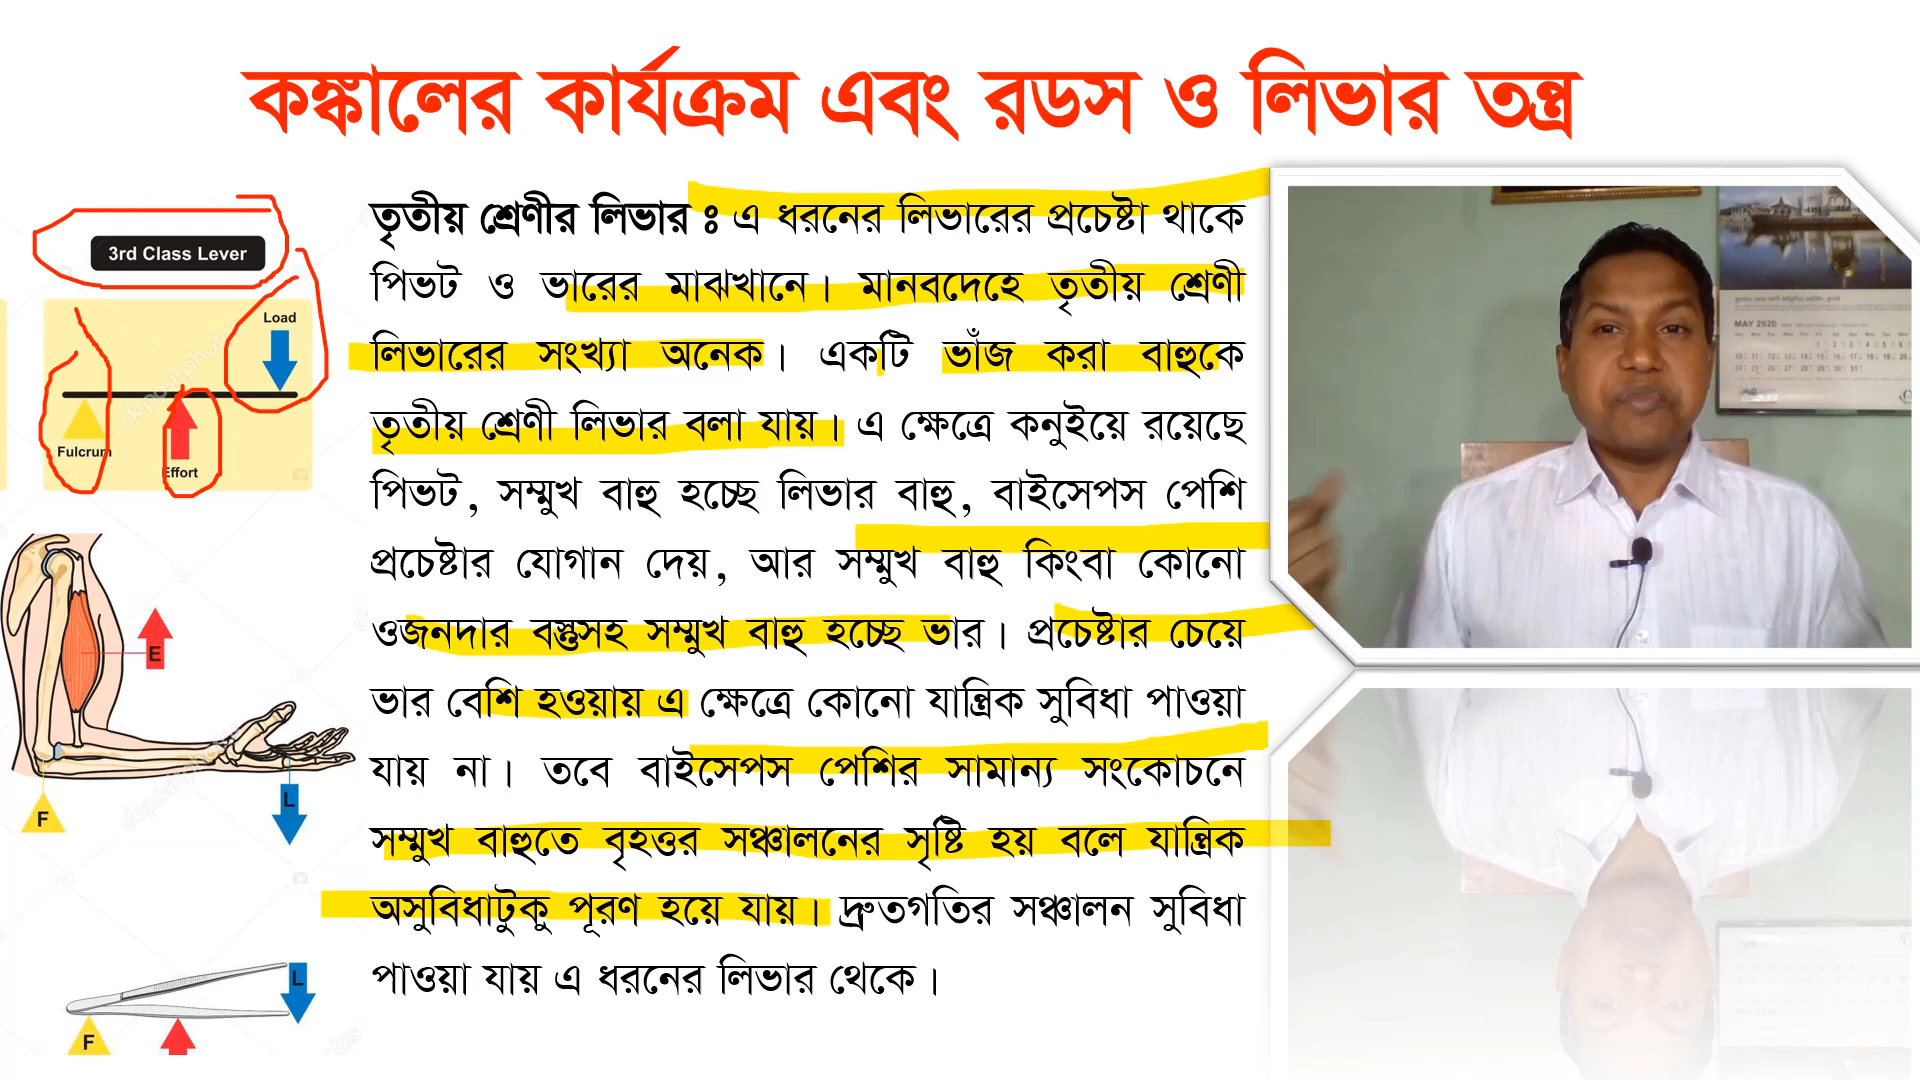 কঙ্কালের কার্যক্রম এবং রডস ও লিভার তন্ত্র
তৃতীয় শ্রেণীর লিভার ঃ এ ধরনের লিভারের প্রচেষ্টা থাকে
পিভট ও ভারের মাঝখানে। মানবদেহে তৃতীয় শ্রেণী
লিভারের সংখ্যা অনেক। একটি ভাঁজ করা বাহুকে
তৃতীয় শ্রেণী লিভার বলা যায়। এ ক্ষেত্রে কনুইয়ে রয়েছে
পিভট, সম্মুখ বাহু হচ্ছে লিভার বাহু, বাইসেপস পেশি
প্রচেষ্টার যোগান দেয়, আর সম্মুখ বাহু কিংবা কোনো
ওজনদার বস্তুসহ সম্মুখ বাহু হচ্ছে ভার। প্রচেষ্টার চেয়ে
ভার বেশি হওয়ায় এ ক্ষেত্রে কোনো যান্ত্রিক সুবিধা পাওয়া
যায় না। তবে বাইসেপস পেশির সামান্য সংকোচনে
সম্মুখ বাহুতে বৃহত্তর সঞ্চালনের সৃষ্টি হয় বলে যান্ত্রিক
অসুবিধাটুকু পূরণ হয়ে যায়। দ্রুতগতির সঞ্চালন সুবিধা
পাওয়া যায় এ ধরনের লিভার থেকে।
3rd Class Lever
Load
Fulcrum
Effort
E
L
F
L
F
MAY 2020